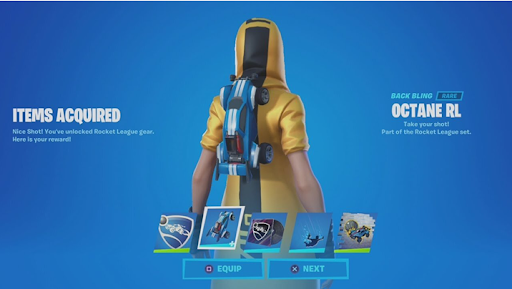 ITEMS ACQUIRED
Nice Shot! You've unlocked Rocket League gear.
Here is your reward!
BACK BLING RARE
OCTANE RL
Take your shot!
Part of the Rocket League set.
EQUIP
NEXT